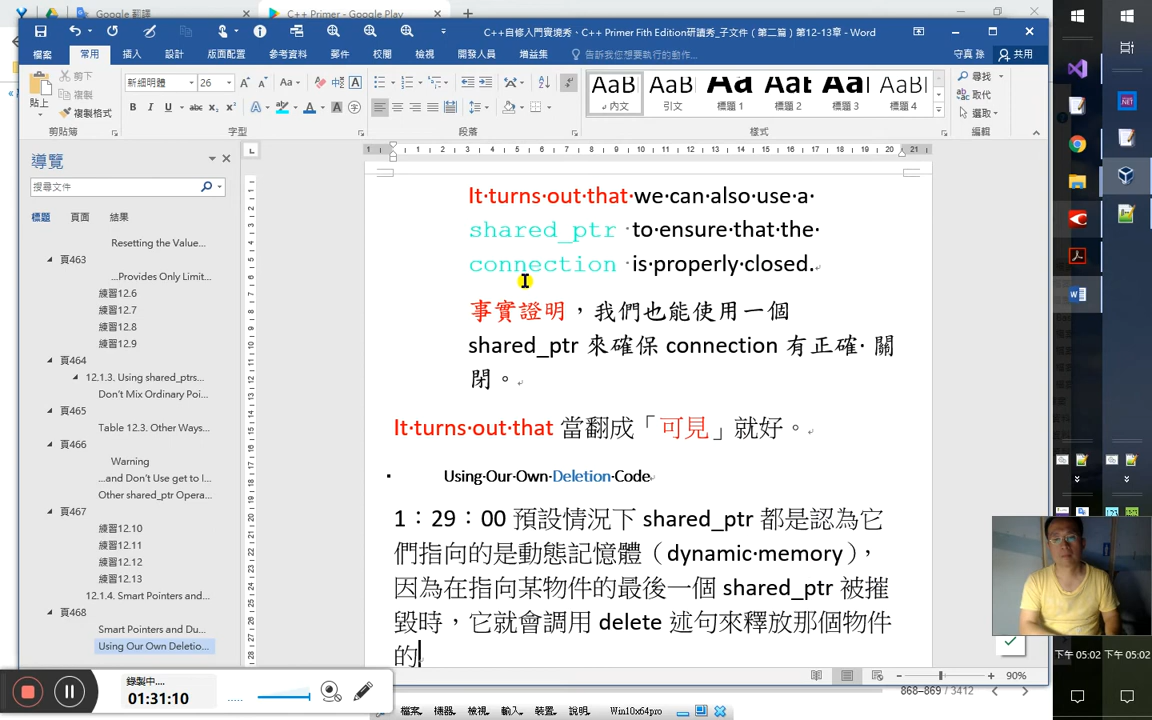 Google 翻譯
C++ Primer - Google Play
C++自修入門實境秀、C++ Primer Fifth Edition研讀秀_子文件（第二篇）第12-13章 - Word
檔案
常用
插入
設計
版面配置
參考資料
郵件
校閱
檢視
開發人員
增益集
告訴我您想要執行的動作...
守真 孫
共用
貼上
剪下
複製
複製格式
剪貼簿
新細明體
26
字型
段落
AaB
內文
AaB
引文
AaB
標題 1
Aat
標題 2
AaB
標題 3
AaBl
標題 4
樣式
尋找
取代
選取
編輯
導覽
搜尋文件
標題
頁面
結果
Resetting the Value...
頁463
...Provides Only Limit...
練習12.6
練習12.7
練習12.8
練習12.9
頁464
12.1.3. Using shared_ptrs...
Don't Mix Ordinary Poi...
頁465
Table 12.3. Other Ways...
頁466
Warning
...and Don't Use get to I...
Other shared_ptr Opera...
頁467
練習12.10
練習12.11
練習12.12
練習12.13
12.1.4. Smart Pointers and...
頁468
Smart Pointers and Du...
Using Our Own Deletio...
It turns out that we can also use a
shared_ptr to ensure that the
connection is properly closed.
事實證明，我們也能使用一個
shared_ptr 來確保 connection 有正確 關
閉。
It turns out that 當翻成「可見」就好。
Using Our Own Deletion Code
1：29：00 預設情況下 shared_ptr 都是認為它
們指向的是動態記憶體（dynamic memory），
因為在指向某物件的最後一個 shared_ptr 被摧
毀時，它就會調用 delete 述句來釋放那個物件
的
90%
868–869 / 3412
錄製中...
01:31:10
檔案
機器
檢視
輸入
裝置
說明
Win10x64pro
下午 05:02
下午 05:02